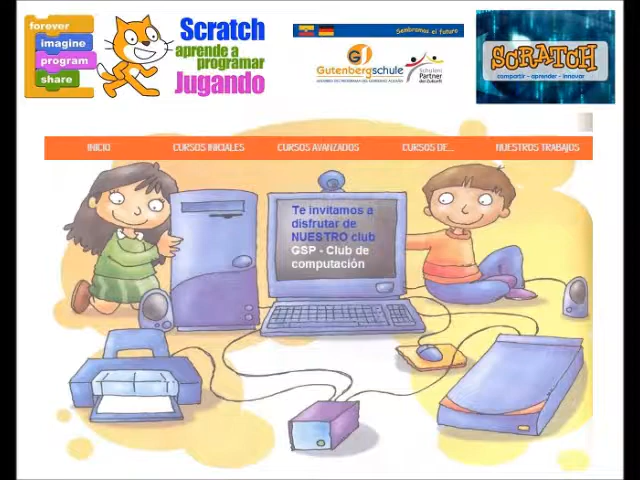 forever
imagine
program
share
Scratch
aprende a
programar
Jugando
Sembramos el futuro
Gutenbergschule
Schulen
Partner
der Zukunft
SCRATCH
compartir - aprender - innovar
INICIO
CURSOS INICIALES
CURSOS AVANZADOS
CURSOS DE...
NUESTROS TRABAJOS
Te invitamos a
disfrutar de
NUESTRO club
GSP - Club de
computación